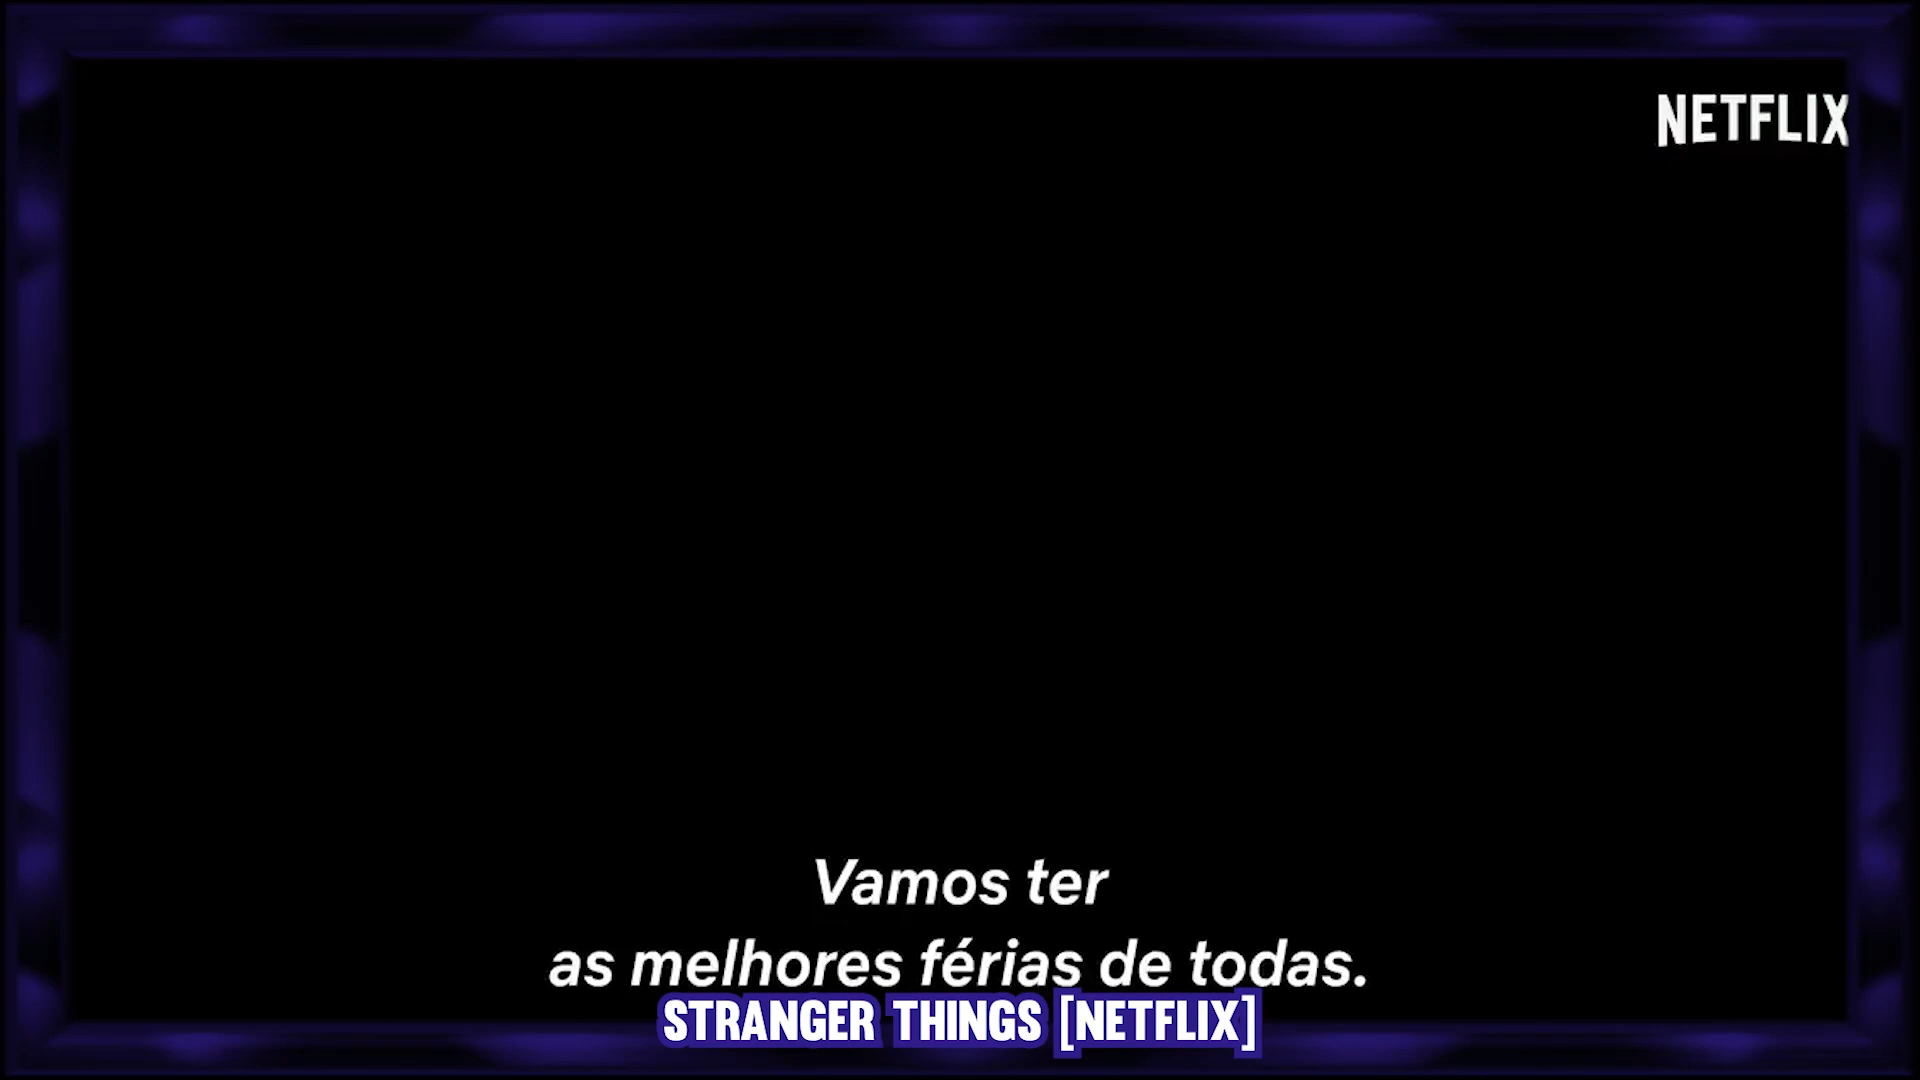 NETFLIX
Vamos ter
as melhores férias de todas.
STRANGER THINGS [NETFLIX]